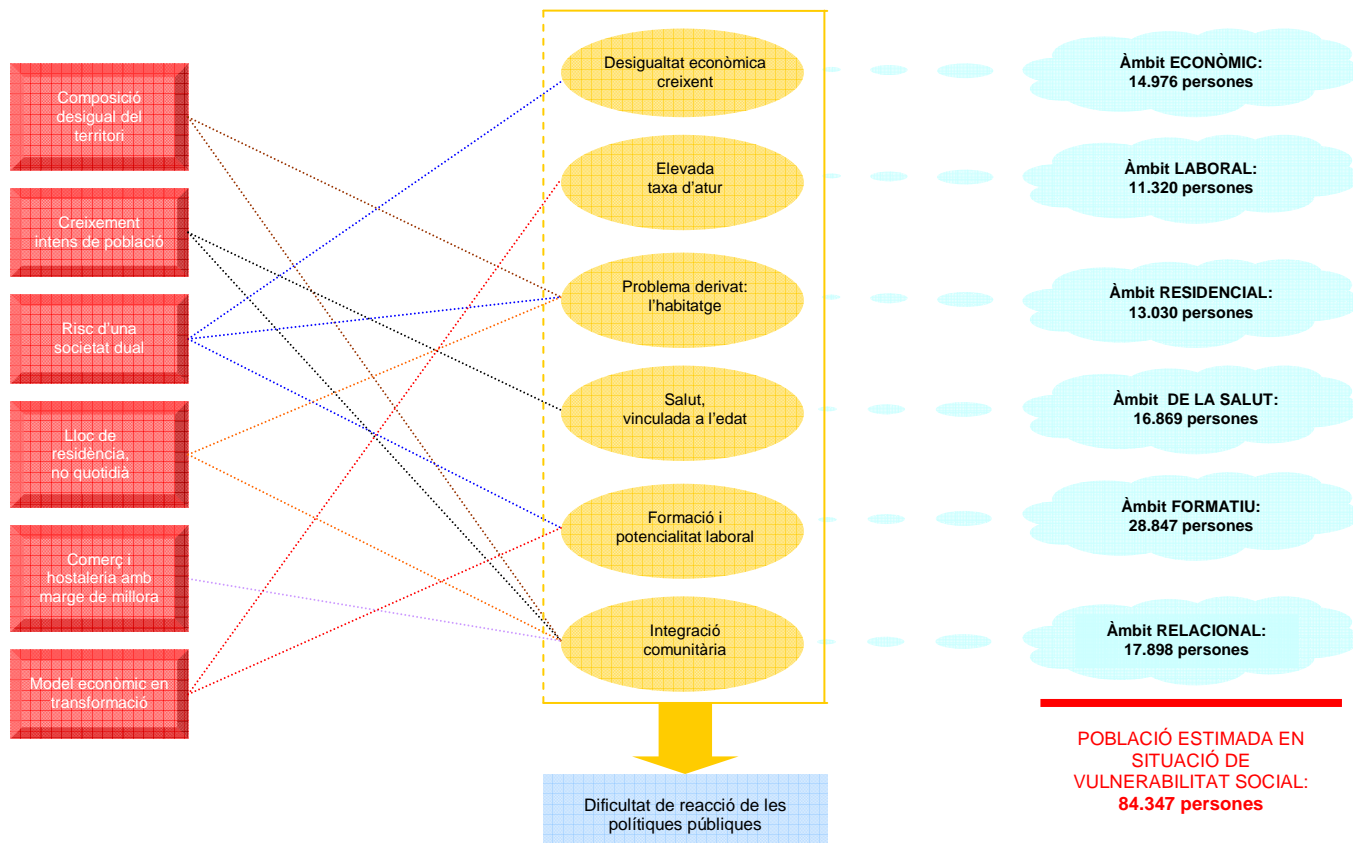 Composició
desigual del
territori
Creixement
intens de població
Risc d'una
societat dual
Lloc de
residència,
no quotidià
Comerç i
hostaleria amb
marge de millora
Model econòmic en
transformació
Desigualtat econòmica
creixent
Elevada
taxa d'atur
Problema derivat:
l'habitatge
Salut,
vinculada a l'edat
Formació i
potencialitat laboral
Integració
comunitària
Dificultat de reacció de les
polítiques públiques
Àmbit ECONÒMIC:
14.976 persones
Àmbit LABORAL:
11.320 persones
Àmbit RESIDENCIAL:
13.030 persones
Àmbit DE LA SALUT:
16.869 persones
Àmbit FORMATIU:
28.847 persones
Àmbit RELACIONAL:
17.898 persones
POBLACIÓ ESTIMADA EN
SITUACIÓ DE
VULNERABILITAT SOCIAL:
84.347 persones